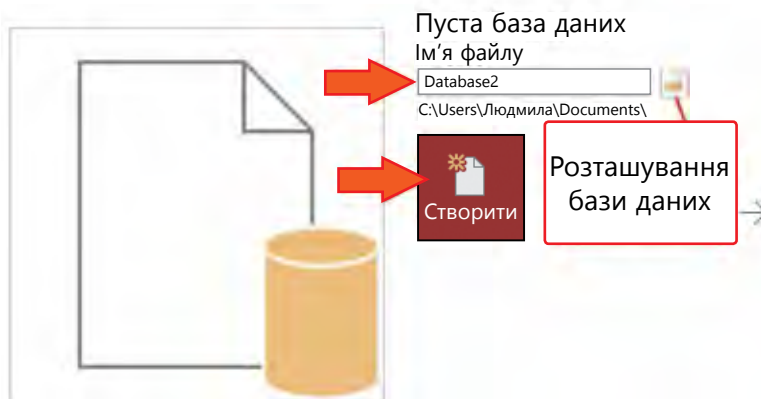 Пуста база даних
Ім’я файлу
Database2
C:\Users\Людмила\Documents\
Створити
Розташування
бази даних